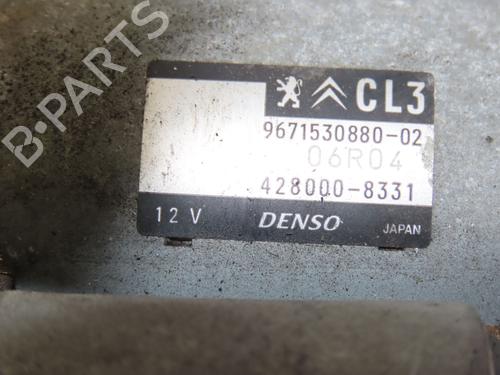 B-PARTS
CL3
9671530880-02
06R04
428000-8331
12 V DENSO JAPAN